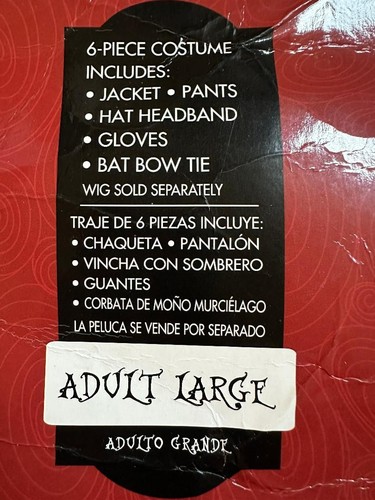 6-PIECE COSTUME
INCLUDES:
• JACKET • PANTS
• HAT HEADBAND
• GLOVES
• BAT BOW TIE
WIG SOLD SEPARATELY
TRAJE DE 6 PIEZAS INCLUYE:
• CHAQUETA • PANTALÓN
• VINCHA CON SOMBRERO
• GUANTES
• CORBATA DE MOÑO MURCIÉLAGO
LA PELUCA SE VENDE POR SEPARADO
ADULT LARGE
ADULTO GRANDE